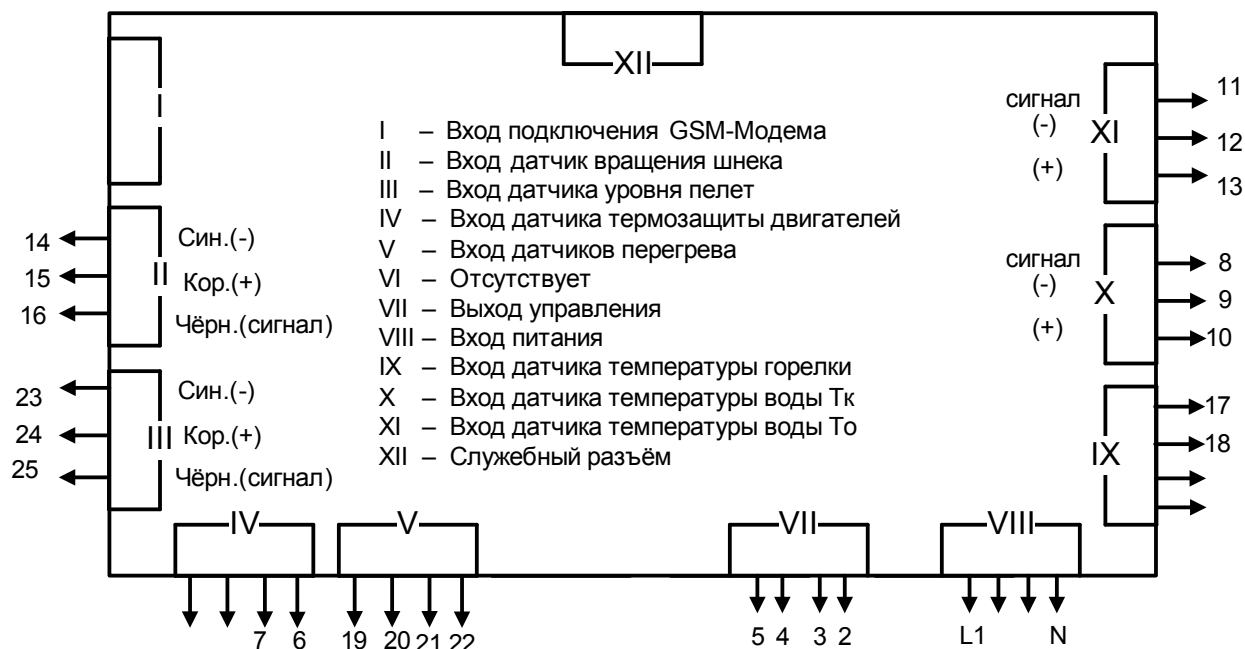 XII
I
I – Вход подключения GSM-Модема
II – Вход датчик вращения шнека
III – Вход датчика уровня пелет
IV – Вход датчика термозащиты двигателей
V – Вход датчиков перегрева
VI – Отсутствует
VII – Выход управления
VIII – Вход питания
IX – Вход датчика температуры горелки
X – Вход датчика температуры воды Тк
XI – Вход датчика температуры воды То
XII – Служебный разъём
14
15
16
II
Син.(-)
Кор.(+)
Чёрн.(сигнал)
23
24
25
III
Син.(-)
Кор.(+)
Чёрн.(сигнал)
сигнал
(-)
(+)
XI
11
12
13
сигнал
(-)
(+)
X
8
9
10
IX
17
18
IV
7 6
V
19 20 21 22
VII
5 4 3 2
VIII
L1 N